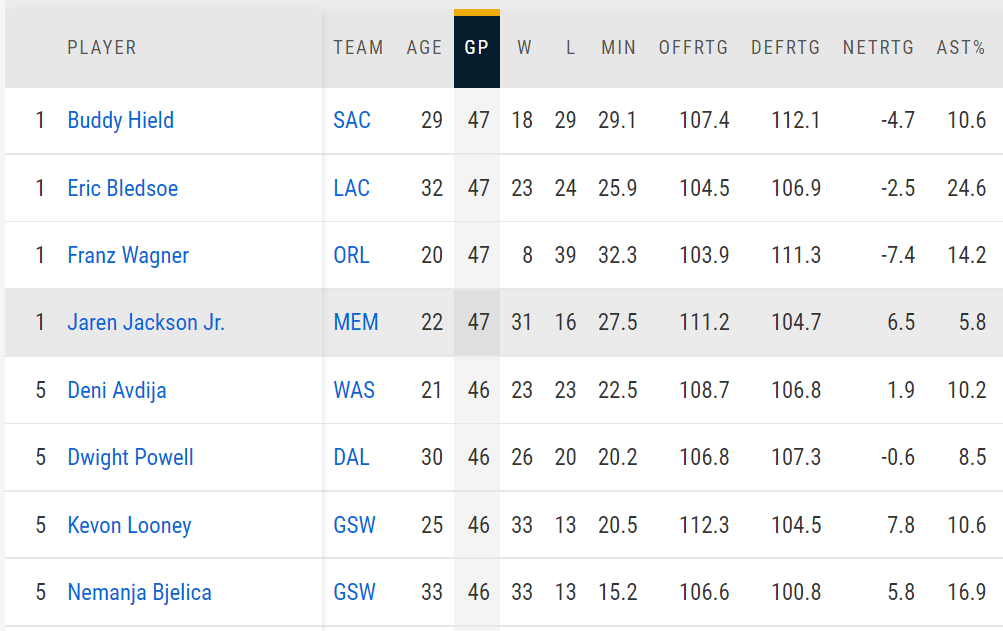 PLAYER TEAM AGE GP W L MIN OFFRTG DEFRTG NETRTG AST%
1 Buddy Hield SAC 29 47 18 29 29.1 107.4 112.1 -4.7 10.6
1 Eric Bledsoe LAC 32 47 23 24 25.9 104.5 106.9 -2.5 24.6
1 Franz Wagner ORL 20 47 8 39 32.3 103.9 111.3 -7.4 14.2
1 Jaren Jackson Jr. MEM 22 47 31 16 27.5 111.2 104.7 6.5 5.8
5 Deni Avdija WAS 21 46 23 23 22.5 108.7 106.8 1.9 10.2
5 Dwight Powell DAL 30 46 26 20 20.2 106.8 107.3 -0.6 8.5
5 Kevon Looney GSW 25 46 33 13 20.5 112.3 104.5 7.8 10.6
5 Nemanja Bjelica GSW 33 46 33 13 15.2 106.6 100.8 5.8 16.9